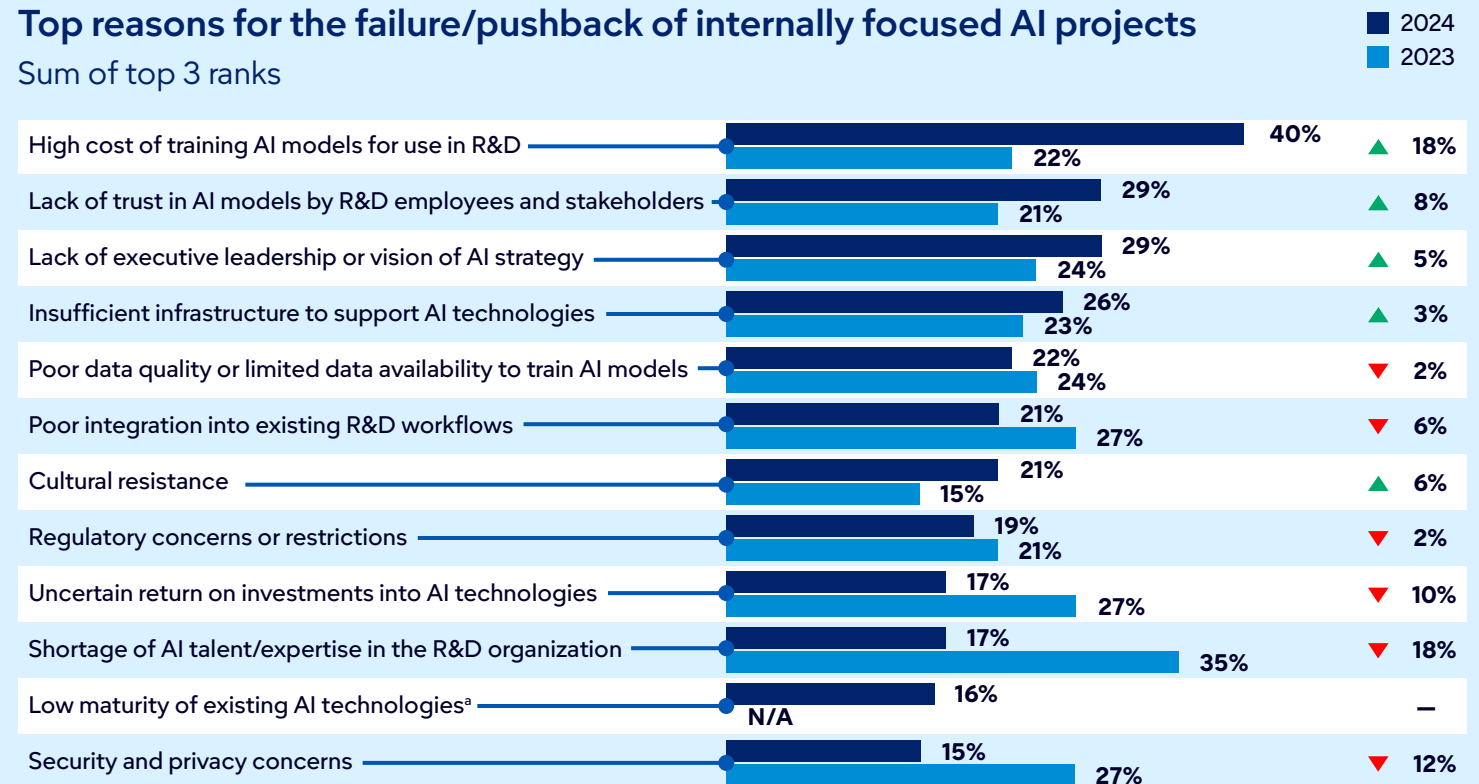 Top reasons for the failure/pushback of internally focused AI projects
Sum of top 3 ranks
2024
2023
High cost of training AI models for use in R&D 40% 22% 18%
Lack of trust in AI models by R&D employees and stakeholders 29% 21% 8%
Lack of executive leadership or vision of AI strategy 29% 24% 5%
Insufficient infrastructure to support AI technologies 26% 23% 3%
Poor data quality or limited data availability to train AI models 22% 24% 2%
Poor integration into existing R&D workflows 21% 27% 6%
Cultural resistance 21% 15% 6%
Regulatory concerns or restrictions 19% 21% 2%
Uncertain return on investments into AI technologies 17% 27% 10%
Shortage of AI talent/expertise in the R&D organization 17% 35% 18%
Low maturity of existing AI technologiesᵃ 16% N/A –
Security and privacy concerns 15% 27% 12%